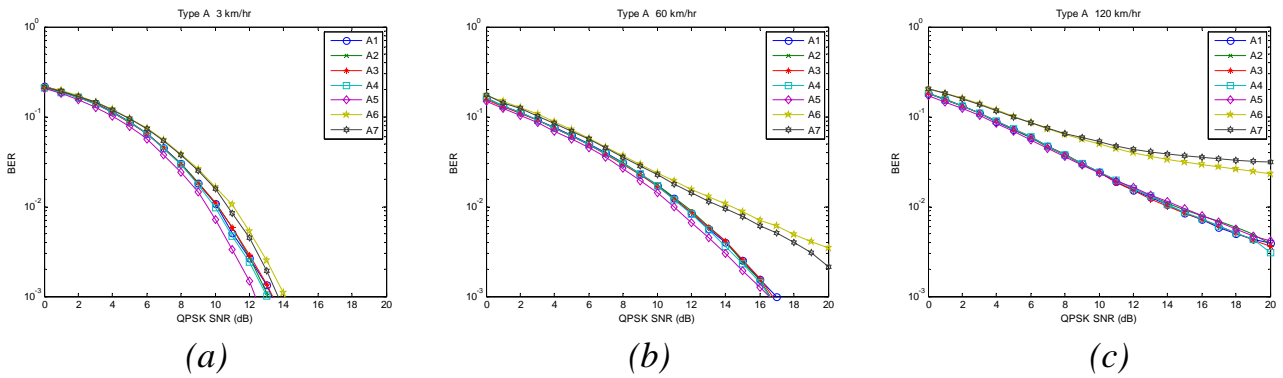 Type A 3 km/hr
10^0
10^-1
10^-2
10^-3
BER
0 2 4 6 8 10 12 14 16 18 20
QPSK SNR (dB)
A1
A2
A3
A4
A5
A6
A7
(a)
Type A 60 km/hr
10^0
10^-1
10^-2
10^-3
BER
0 2 4 6 8 10 12 14 16 18 20
QPSK SNR (dB)
A1
A2
A3
A4
A5
A6
A7
(b)
Type A 120 km/hr
10^0
10^-1
10^-2
10^-3
BER
0 2 4 6 8 10 12 14 16 18 20
QPSK SNR (dB)
A1
A2
A3
A4
A5
A6
A7
(c)